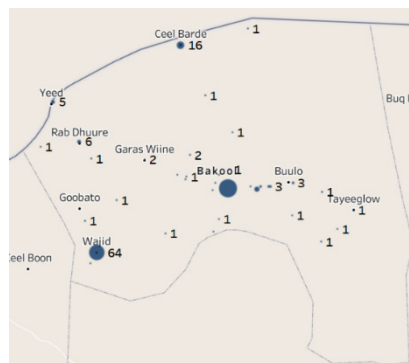 1
Ceel Barde
16
Yeed
5
1
Buq
1
Rab Dhuure
6
1
1
Garas Wiine
2
2
Bakool
1
1
Buulo
3
3
1
Tayeeglow
1
Goobato
1
1
1
1
1
1
1
Wajid
64
eel Boon